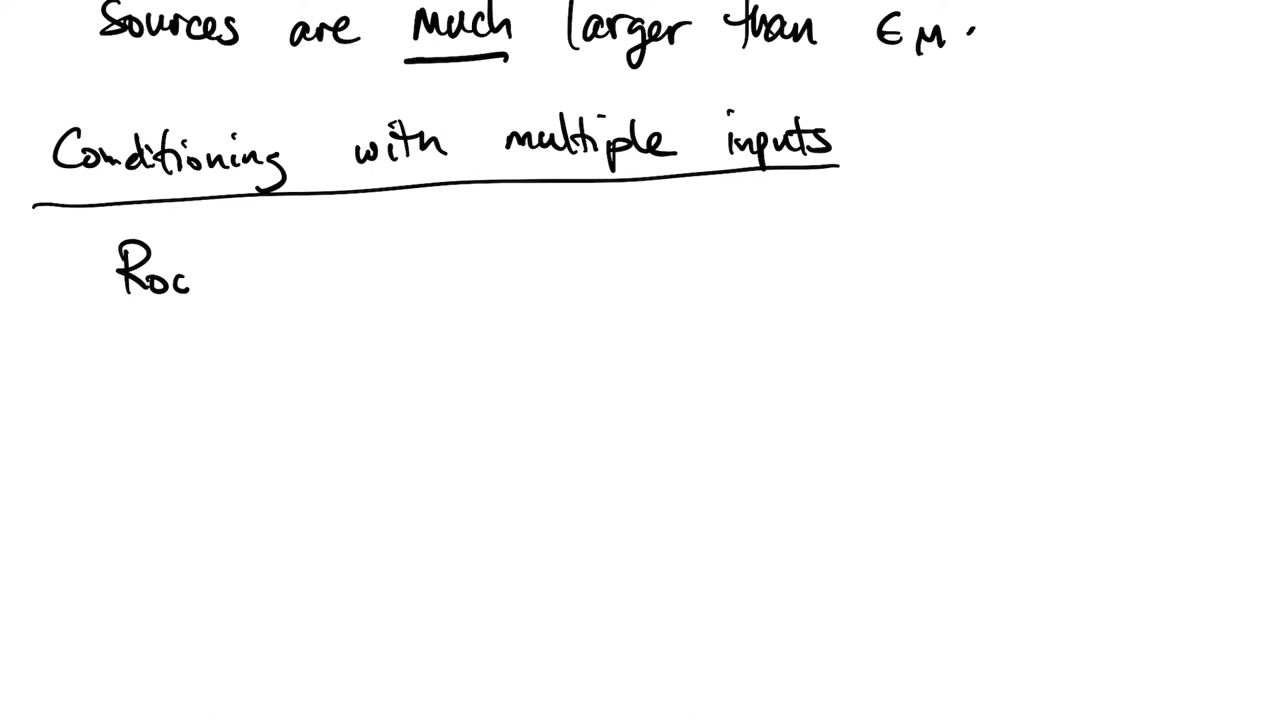 Sources are much larger than ϵM.
Conditioning with multiple inputs
Roc